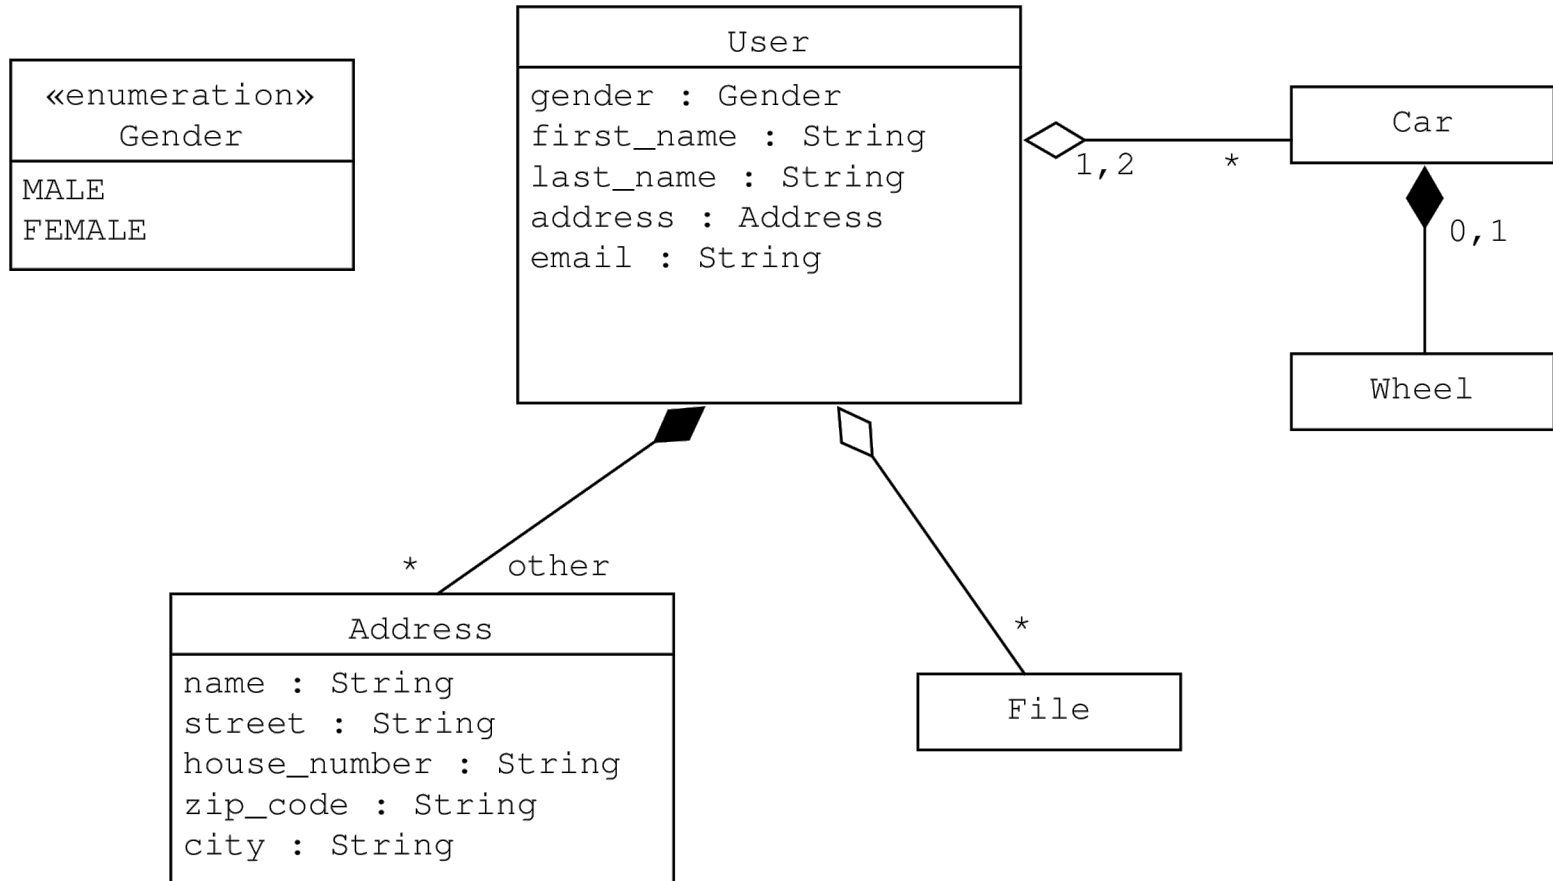 «enumeration»
Gender
MALE
FEMALE
User
gender : Gender
first_name : String
last_name : String
address : Address
email : String
1,2
*
Car
0,1
Wheel
*
other
Address
name : String
street : String
house_number : String
zip_code : String
city : String
*
File